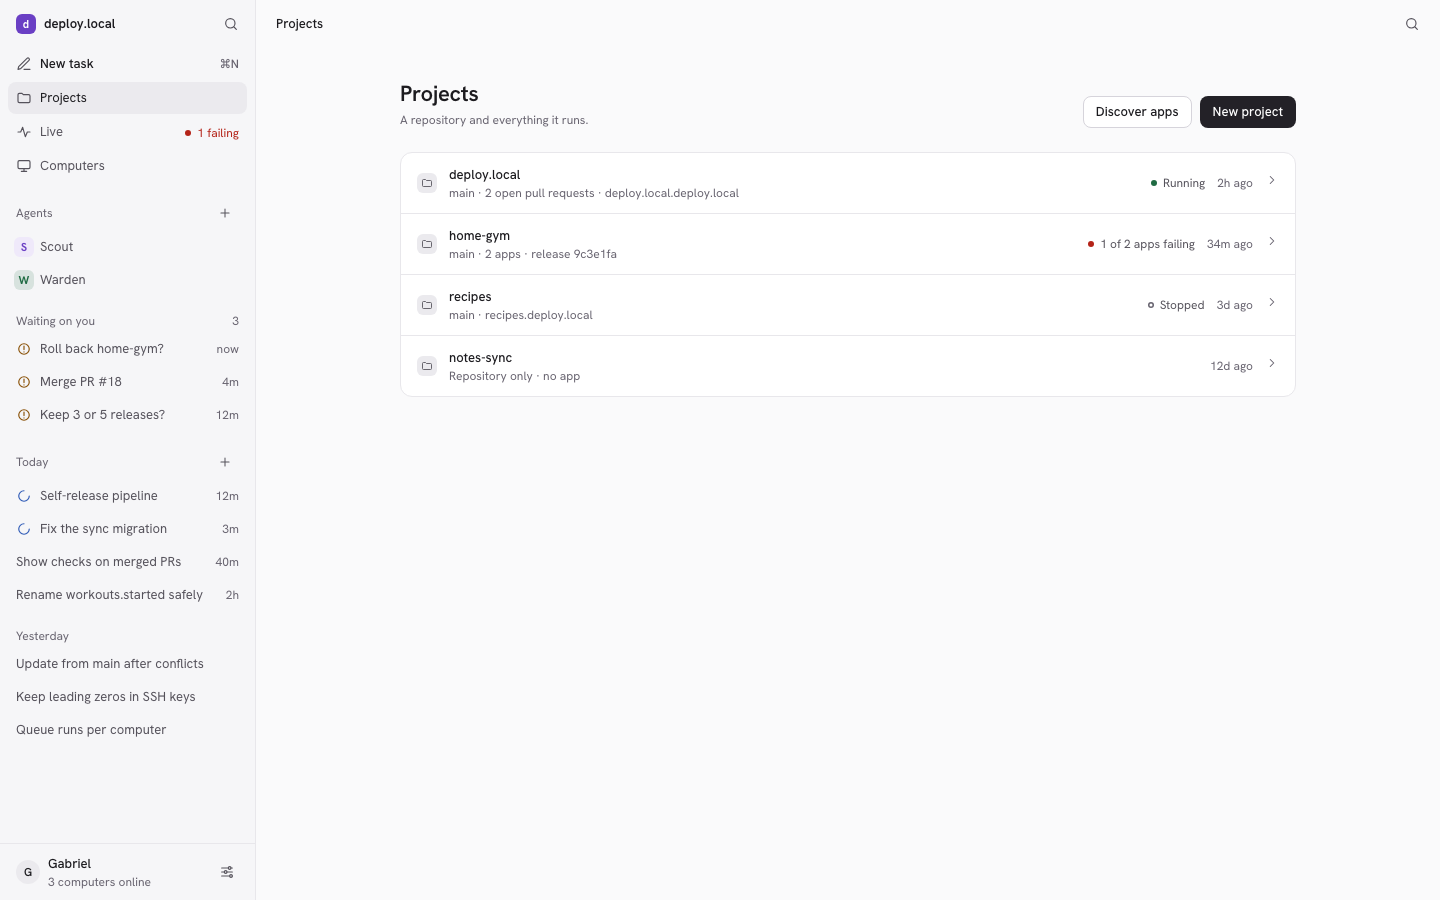 d deploy.local
New task ⌘N
Projects
Live 1 failing
Computers
Agents
S Scout
W Warden
Waiting on you 3
Roll back home-gym? now
Merge PR #18 4m
Keep 3 or 5 releases? 12m
Today
Self-release pipeline 12m
Fix the sync migration 3m
Show checks on merged PRs 40m
Rename workouts.started safely 2h
Yesterday
Update from main after conflicts
Keep leading zeros in SSH keys
Queue runs per computer
G Gabriel
3 computers online
Projects
Projects
A repository and everything it runs.
Discover apps New project
deploy.local
main · 2 open pull requests · deploy.local.deploy.local
Running 2h ago
home-gym
main · 2 apps · release 9c3e1fa
1 of 2 apps failing 34m ago
recipes
main · recipes.deploy.local
Stopped 3d ago
notes-sync
Repository only · no app
12d ago